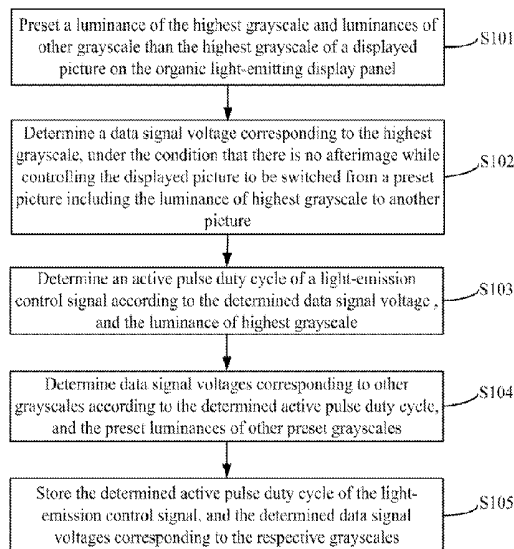 Preset a luminance of the highest grayscale and luminances of
other grayscale than the highest grayscale of a displayed
picture on the organic light-emitting display panel
S101
Determine a data signal voltage corresponding to the highest
grayscale, under the condition that there is no afterimage while
controlling the displayed picture to be switched from a preset
picture including the luminance of highest grayscale to another
picture
S102
Determine an active pulse duty cycle of a light-emission
control signal according to the determined data signal voltage ,
and the luminance of highest grayscale
S103
Determine data signal voltages corresponding to other
grayscales according to the determined active pulse duty cycle,
and the preset luminances of other preset grayscales
S104
Store the determined active pulse duty cycle of the light-
emission control signal, and the determined data signal
voltages corresponding to the respective grayscales
S105